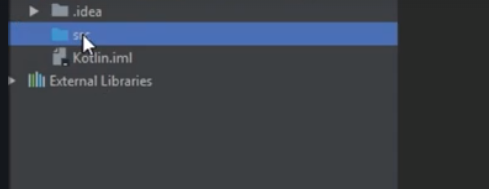 .idea
src
Kotlin.iml
External Libraries